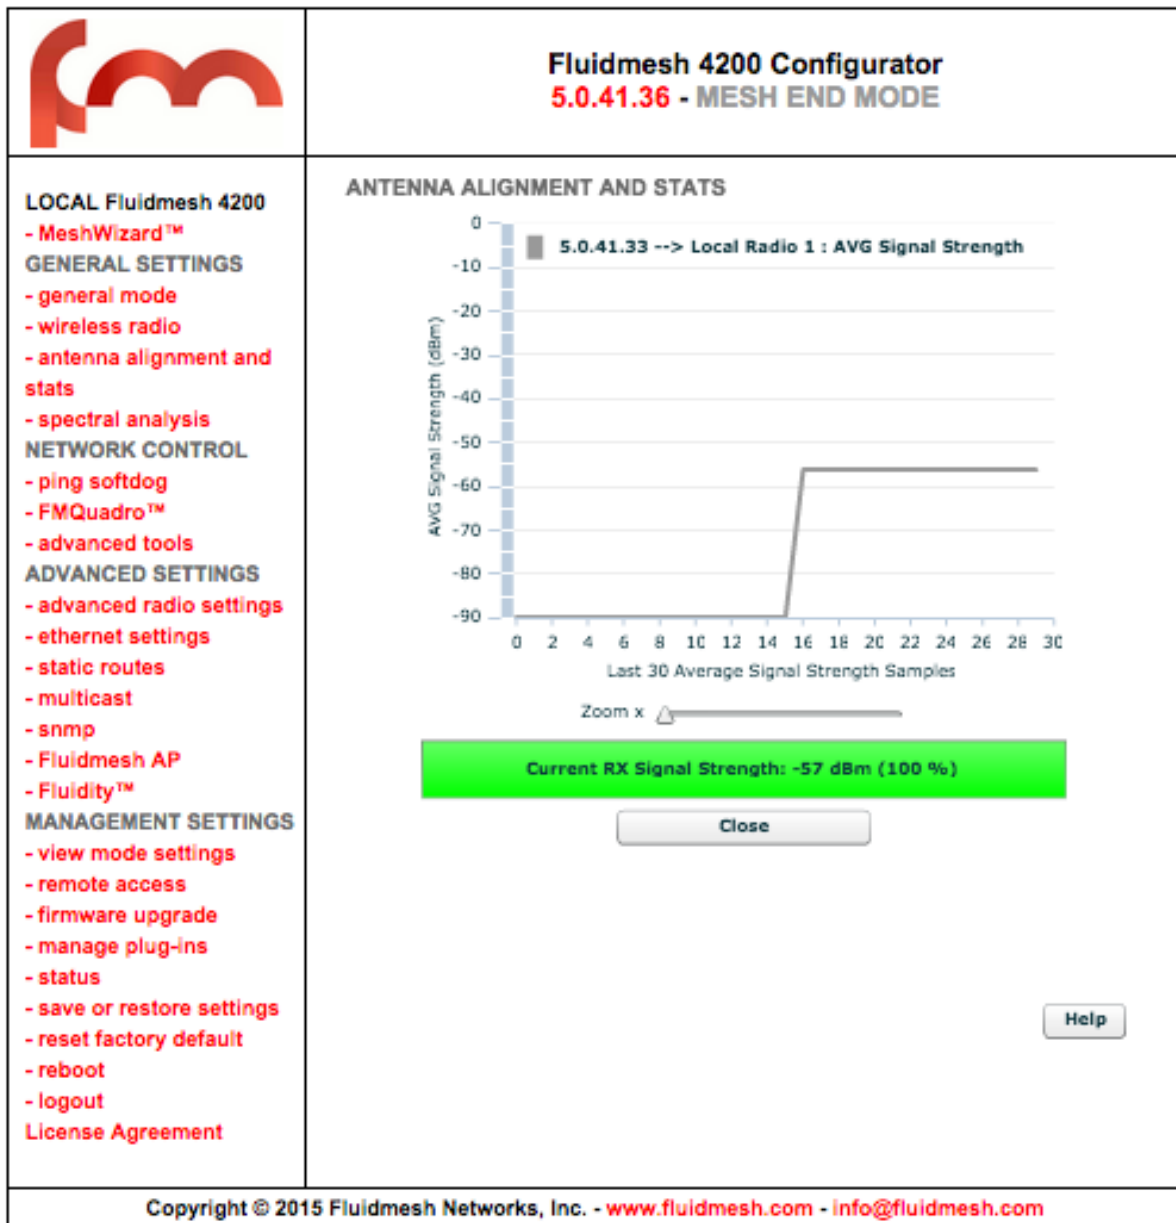 fm
Fluidmesh 4200 Configurator
5.0.41.36 - MESH END MODE
LOCAL Fluidmesh 4200
- MeshWizard™
GENERAL SETTINGS
- general mode
- wireless radio
- antenna alignment and
stats
- spectral analysis
NETWORK CONTROL
- ping softdog
- FMQuadro™
- advanced tools
ADVANCED SETTINGS
- advanced radio settings
- ethernet settings
- static routes
- multicast
- snmp
- Fluidmesh AP
- Fluidity™
MANAGEMENT SETTINGS
- view mode settings
- remote access
- firmware upgrade
- manage plug-ins
- status
- save or restore settings
- reset factory default
- reboot
- logout
License Agreement
ANTENNA ALIGNMENT AND STATS
5.0.41.33 --> Local Radio 1 : AVG Signal Strength
AVG Signal Strength (dBm)
0
-10
-20
-30
-40
-50
-60
-70
-80
-90
0 2 4 6 8 10 12 14 16 18 20 22 24 26 28 30
Last 30 Average Signal Strength Samples
Zoom x
Current RX Signal Strength: -57 dBm (100 %)
Close
Help
Copyright © 2015 Fluidmesh Networks, Inc. - www.fluidmesh.com - info@fluidmesh.com